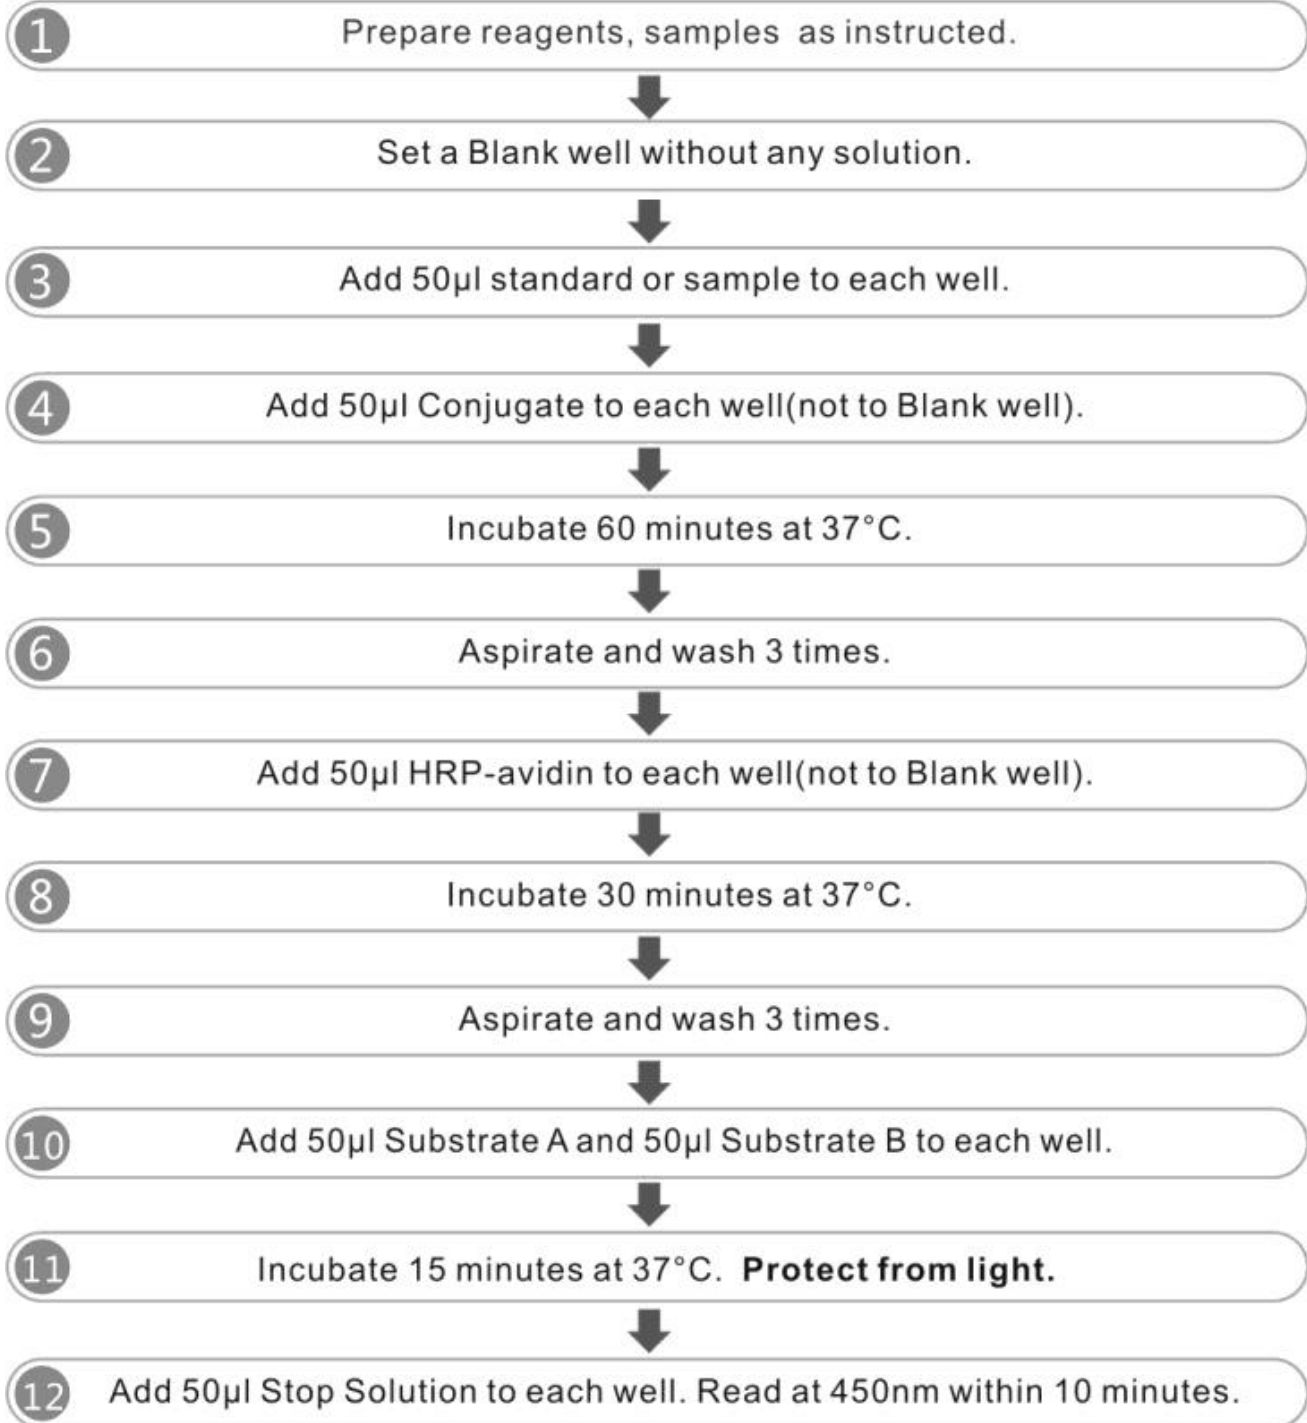 1 Prepare reagents, samples as instructed.
2 Set a Blank well without any solution.
3 Add 50μl standard or sample to each well.
4 Add 50μl Conjugate to each well(not to Blank well).
5 Incubate 60 minutes at 37°C.
6 Aspirate and wash 3 times.
7 Add 50μl HRP-avidin to each well(not to Blank well).
8 Incubate 30 minutes at 37°C.
9 Aspirate and wash 3 times.
10 Add 50μl Substrate A and 50μl Substrate B to each well.
11 Incubate 15 minutes at 37°C. Protect from light.
12 Add 50μl Stop Solution to each well. Read at 450nm within 10 minutes.